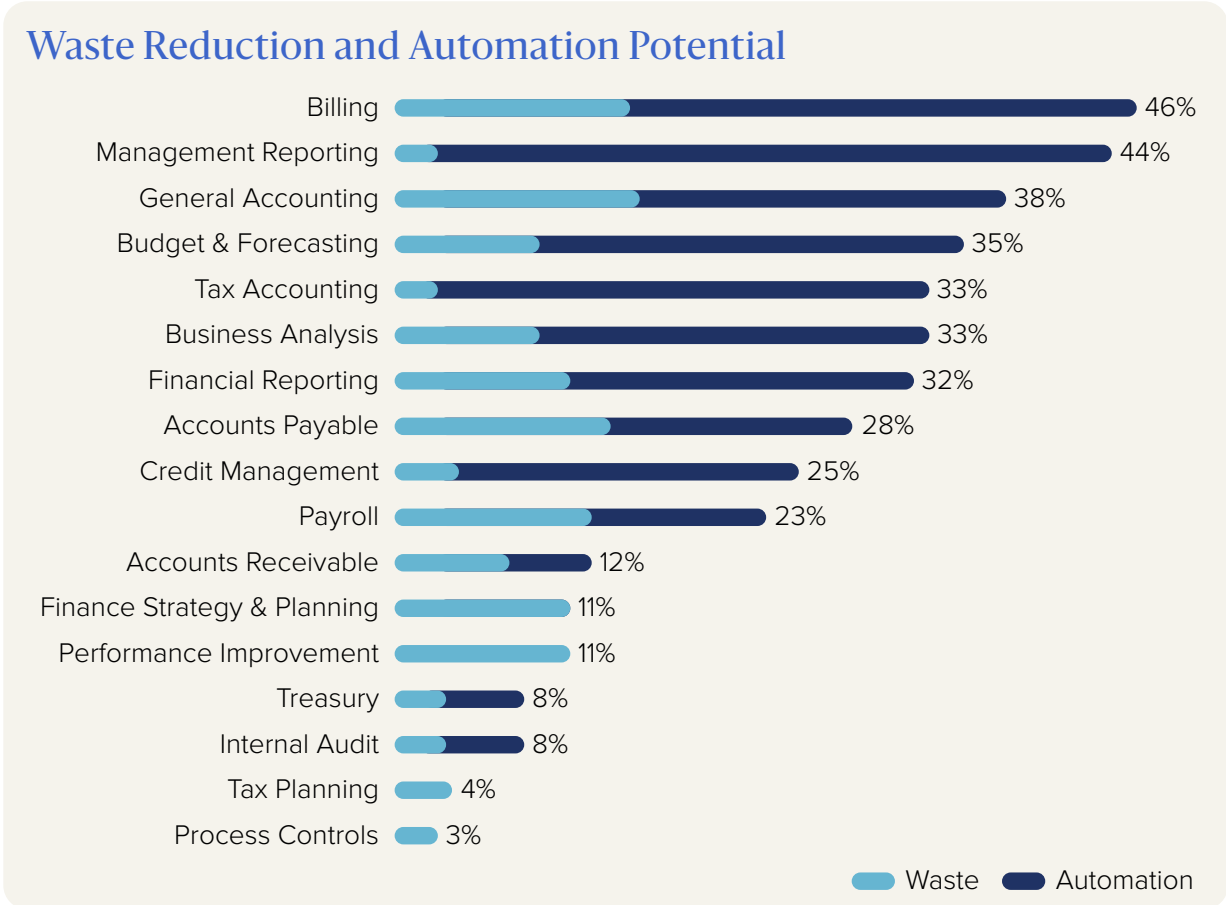 Waste Reduction and Automation Potential
Billing 46%
Management Reporting 44%
General Accounting 38%
Budget & Forecasting 35%
Tax Accounting 33%
Business Analysis 33%
Financial Reporting 32%
Accounts Payable 28%
Credit Management 25%
Payroll 23%
Accounts Receivable 12%
Finance Strategy & Planning 11%
Performance Improvement 11%
Treasury 8%
Internal Audit 8%
Tax Planning 4%
Process Controls 3%
Waste Automation